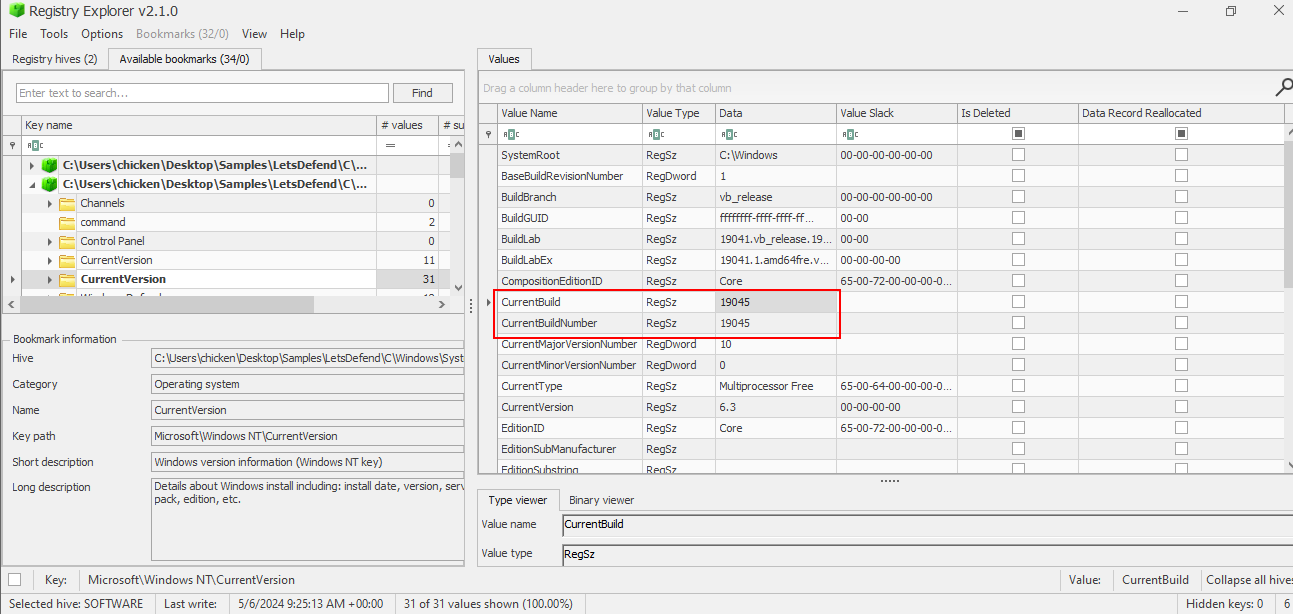 Registry Explorer v2.1.0
File Tools Options Bookmarks (32/0) View Help
Registry hives (2) Available bookmarks (34/0)
Enter text to search... Find
Key name # values # su
C:\Users\chicken\Desktop\Samples\LetsDefend\C\...
C:\Users\chicken\Desktop\Samples\LetsDefend\C\...
Channels 0
command 2
Control Panel 0
CurrentVersion 11
CurrentVersion 31
Bookmark information
Hive C:\Users\chicken\Desktop\Samples\LetsDefend\C\Windows\Syst
Category Operating system
Name CurrentVersion
Key path Microsoft\Windows NT\CurrentVersion
Short description Windows version information (Windows NT key)
Long description Details about Windows install including: install date, version, serv
pack, edition, etc.
Values
Drag a column header here to group by that column
Value Name Value Type Data Value Slack Is Deleted Data Record Reallocated
SystemRoot RegSz C:\Windows 00-00-00-00-00-00
BaseBuildRevisionNumber RegDword 1
BuildBranch RegSz vb_release 00-00-00-00-00-00
BuildGUID RegSz ffffffff-ffff-ffff-ff... 00-00
BuildLab RegSz 19041.vb_release.19... 00-00
BuildLabEx RegSz 19041.1.amd64fre.v... 00-00-00-00
CompositionEditionID RegSz Core 65-00-72-00-00-00-0...
CurrentBuild RegSz 19045
CurrentBuildNumber RegSz 19045
CurrentMajorVersionNumber RegDword 10
CurrentMinorVersionNumber RegDword 0
CurrentType RegSz Multiprocessor Free 65-00-64-00-00-00-0...
CurrentVersion RegSz 6.3 00-00-00-00
EditionID RegSz Core 65-00-72-00-00-00-0...
EditionSubManufacturer RegSz
EditionSubstring RegSz
Type viewer Binary viewer
Value name CurrentBuild
Value type RegSz
Key: Microsoft\Windows NT\CurrentVersion Value: CurrentBuild Collapse all hives
Selected hive: SOFTWARE Last write: 5/6/2024 9:25:13 AM +00:00 31 of 31 values shown (100.00%) Hidden keys: 0 6